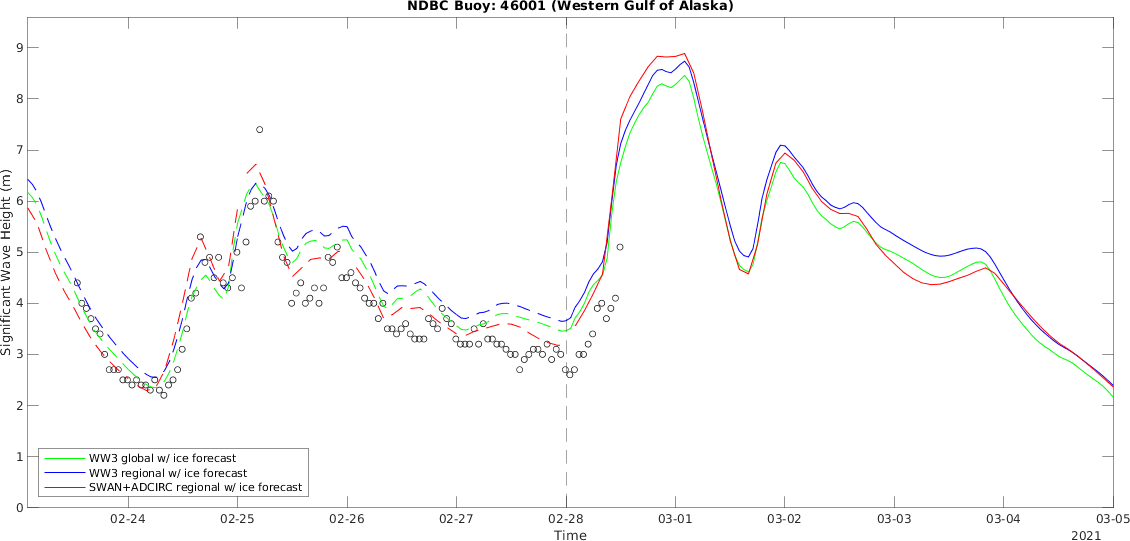 NDBC Buoy: 46001 (Western Gulf of Alaska)
9
8
7
6
5
4
3
2
1
0
Significant Wave Height (m)
WW3 global w/ ice forecast
WW3 regional w/ ice forecast
SWAN+ADCIRC regional w/ ice forecast
02-24 02-25 02-26 02-27 02-28 03-01 03-02 03-03 03-04 03-05
Time
2021